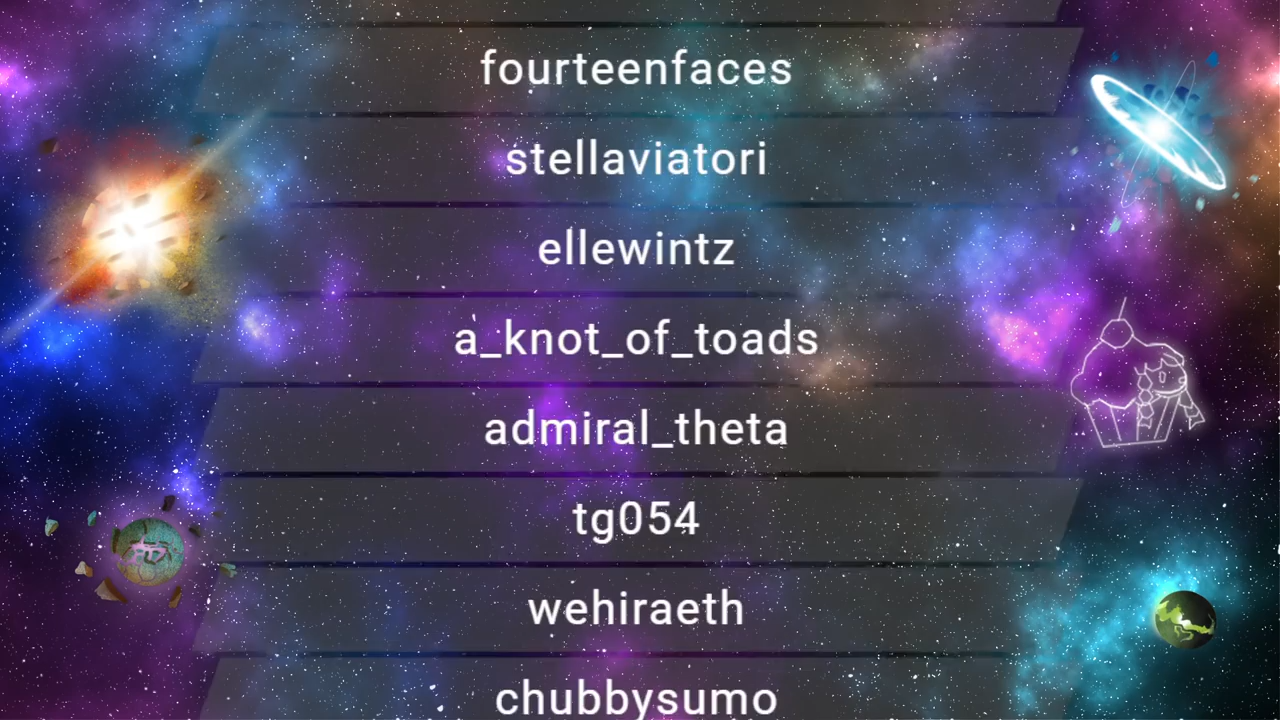 fourteenfaces
stellaviatori
ellewintz
a_knot_of_toads
admiral_theta
tg054
wehiraeth
chubbysumo